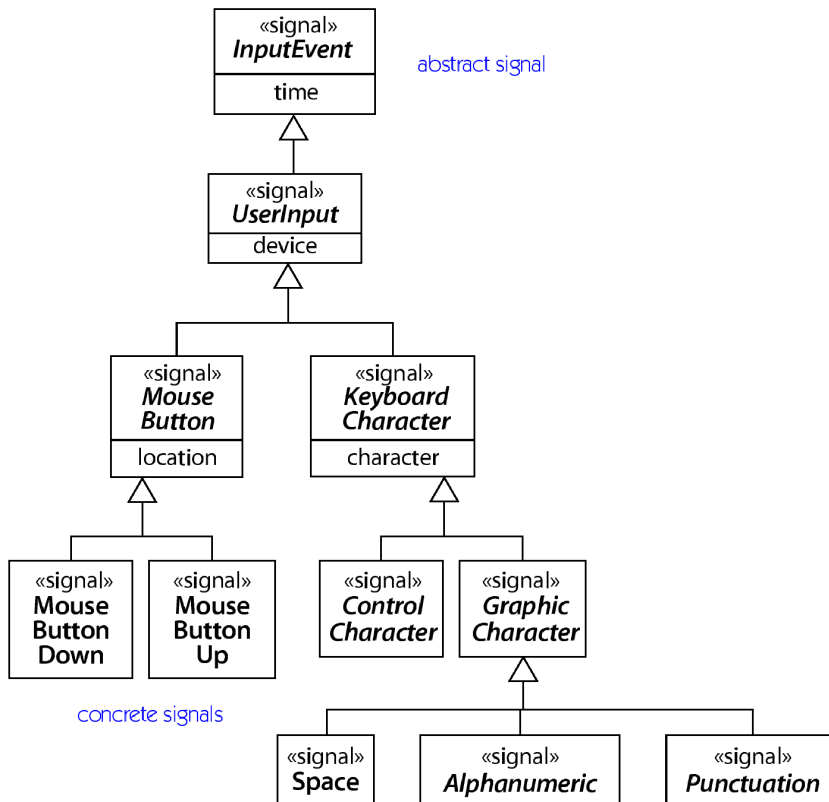 «signal»
InputEvent
abstract signal
time
«signal»
UserInput
device
«signal»
Mouse
Button
location
«signal»
Keyboard
Character
character
«signal»
Mouse
Button
Down
«signal»
Mouse
Button
Up
«signal»
Control
Character
«signal»
Graphic
Character
concrete signals
«signal»
Space
«signal»
Alphanumeric
«signal»
Punctuation